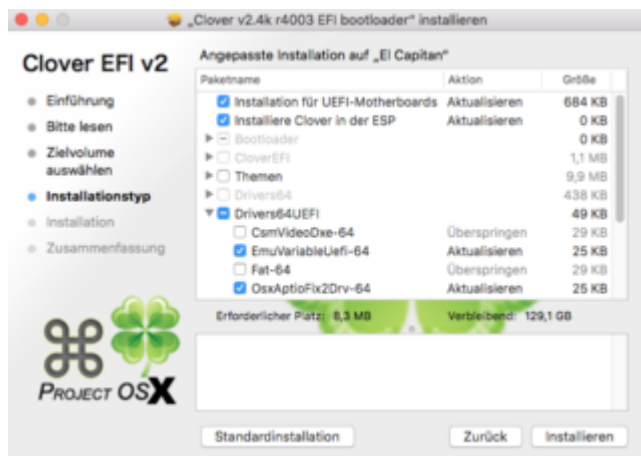 „Clover v2.4k r4003 EFI bootloader“ installieren
Clover EFI v2
Einführung
Bitte lesen
Zielvolume
auswählen
Installationstyp
Installation
Zusammenfassung
Angepasste Installation auf „El Capitan“
Paketname Aktion Größe
Installation für UEFI-Motherboards Aktualisieren 684 KB
Installiere Clover in der ESP Aktualisieren 0 KB
Bootloader 0 KB
CloverEFI 1,1 MB
Themen 9,9 MB
Drivers64 438 KB
Drivers64UEFI 49 KB
CsmVideoDxe-64 Überspringen 29 KB
EmuVariableUefi-64 Aktualisieren 25 KB
Fat-64 Überspringen 29 KB
OsxAptioFix2Drv-64 Aktualisieren 25 KB
Erforderlicher Platz: 8,3 MB Verbleibend: 129,1 GB
PROJECT OSX
Standardinstallation Zurück Installieren